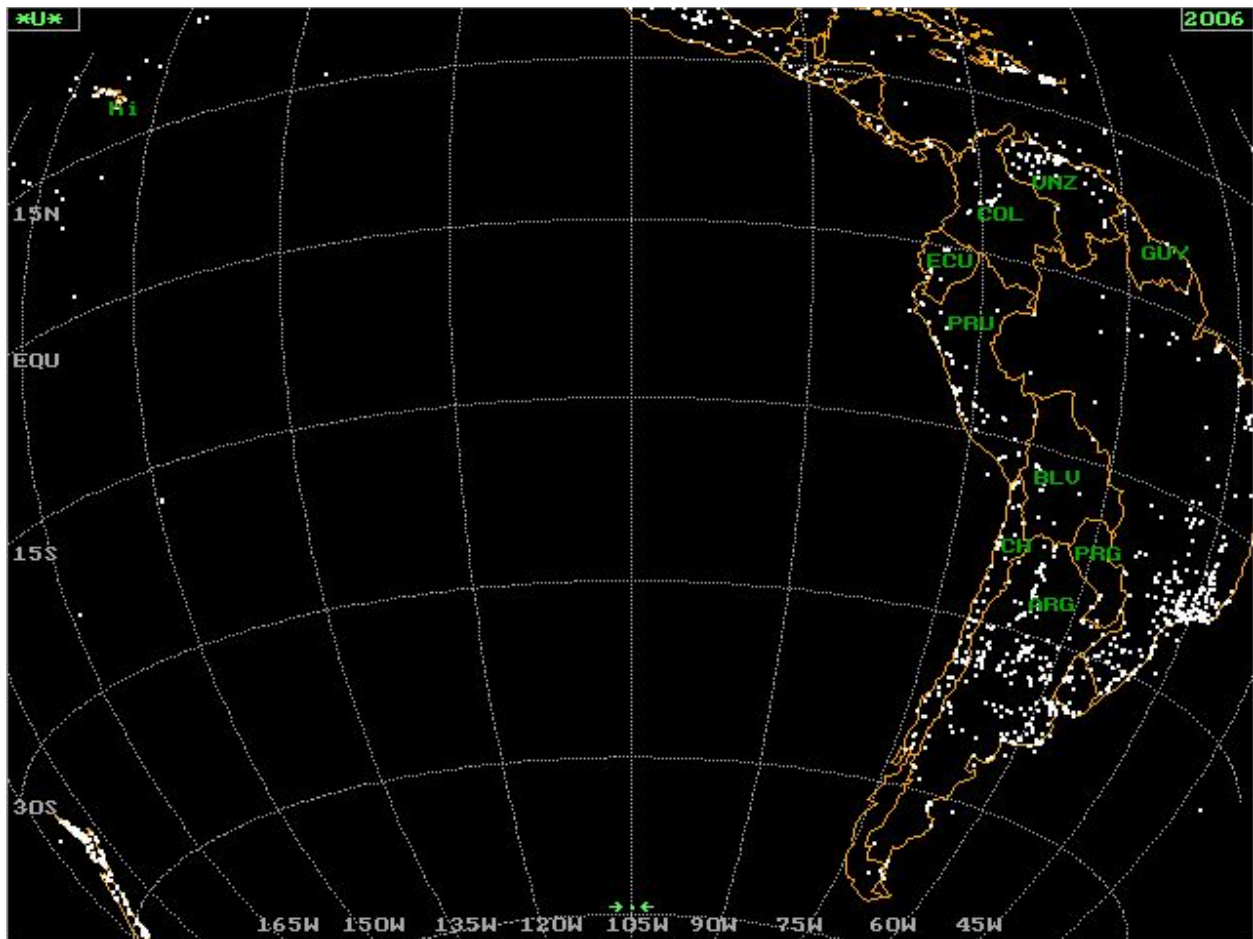 *U*
2006
Hi
VNZ
15N
COL
ECU
GUY
PRU
EQU
BLV
15S
CH
PRG
ARG
30S
165W 150W 135W 120W 105W 90W 75W 60W 45W